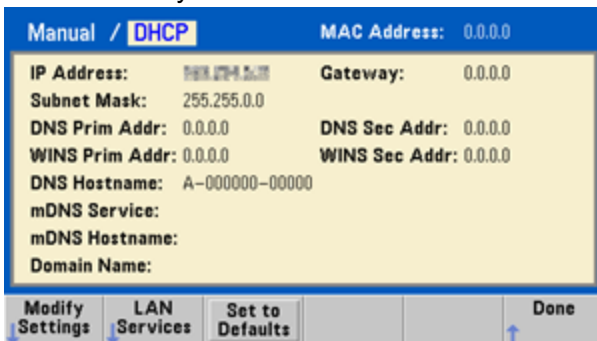 Manual / DHCP MAC Address: 0.0.0.0
IP Address: Gateway: 0.0.0.0
Subnet Mask: 255.255.0.0
DNS Prim Addr: 0.0.0.0 DNS Sec Addr: 0.0.0.0
WINS Prim Addr: 0.0.0.0 WINS Sec Addr: 0.0.0.0
DNS Hostname: A-000000-00000
mDNS Service:
mDNS Hostname:
Domain Name:
Modify Settings LAN Services Set to Defaults Done